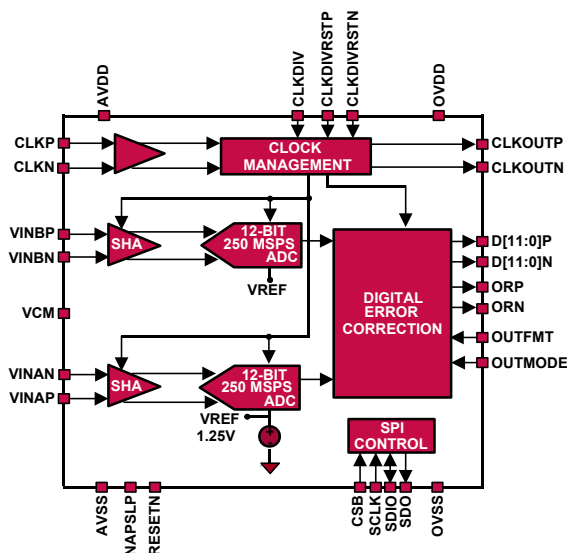 AVDD
CLKDIV
CLKDIVRSTP
CLKDIVRSTN
OVDD
CLKP
CLKN
CLOCK
MANAGEMENT
CLKOUTP
CLKOUTN
VINBP
VINBN
SHA
12-BIT
250 MSPS
ADC
VREF
D[11:0]P
D[11:0]N
ORP
ORN
OUTFMT
OUTMODE
DIGITAL
ERROR
CORRECTION
VCM
VINAN
VINAP
SHA
12-BIT
250 MSPS
ADC
VREF
1.25V
+
SPI
CONTROL
AVSS
NAPSLP
RESETN
CSB
SCLK
SDIO
SDO
OVSS